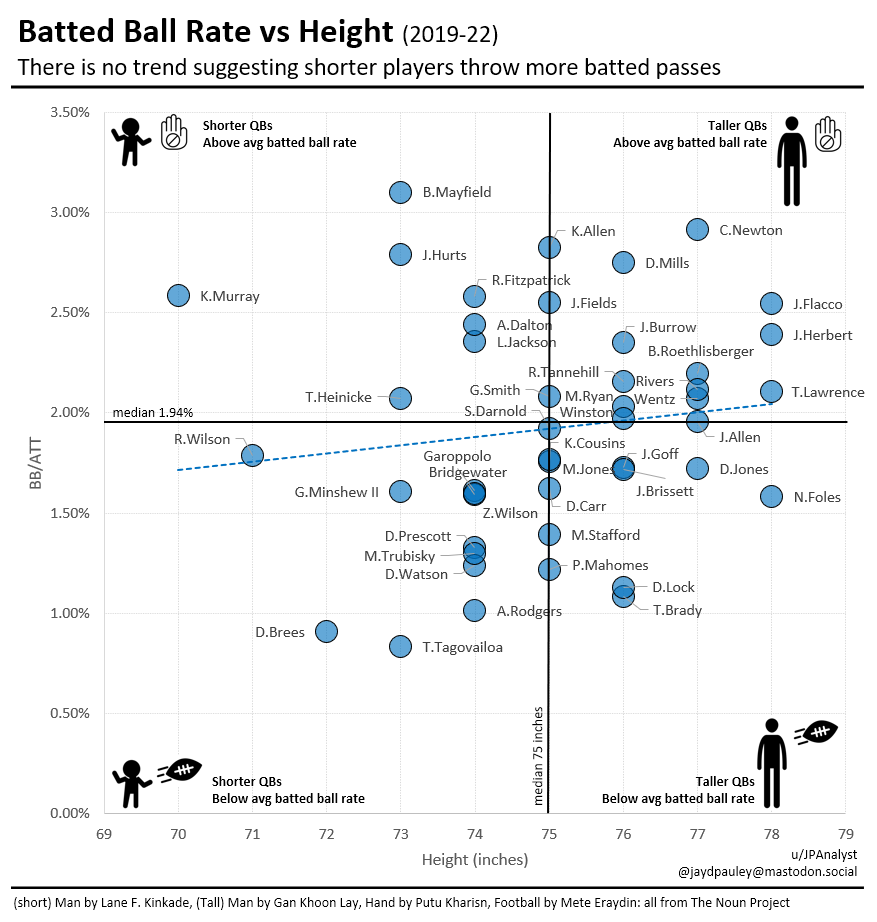 Batted Ball Rate vs Height (2019-22)
There is no trend suggesting shorter players throw more batted passes
3.50%
3.00%
2.50%
2.00%
1.50%
1.00%
0.50%
0.00%
BB/ATT
Shorter QBs
Above avg batted ball rate
Taller QBs
Above avg batted ball rate
B.Mayfield
C.Newton
K.Allen
J.Hurts
D.Mills
R.Fitzpatrick
K.Murray
J.Fields
J.Flacco
A.Dalton
J.Burrow
L.Jackson
J.Herbert
B.Roethlisberger
R.Tannehill
Rivers
G.Smith
M.Ryan
Wentz
T.Lawrence
T.Heinicke
median 1.94%
S.Darnold
Winston
R.Wilson
K.Cousins
J.Allen
Garoppolo
J.Goff
Bridgewater
M.Jones
D.Jones
G.Minshew II
J.Brissett
N.Foles
Z.Wilson
D.Carr
D.Prescott
M.Stafford
M.Trubisky
P.Mahomes
D.Watson
D.Lock
A.Rodgers
T.Brady
D.Brees
T.Tagovailoa
median 75 inches
Shorter QBs
Below avg batted ball rate
Taller QBs
Below avg batted ball rate
69 70 71 72 73 74 75 76 77 78 79
Height (inches)
u/JPAnalyst
@jaydpauley@mastodon.social
(short) Man by Lane F. Kinkade, (Tall) Man by Gan Khoon Lay, Hand by Putu Kharisn, Football by Mete Eraydin: all from The Noun Project